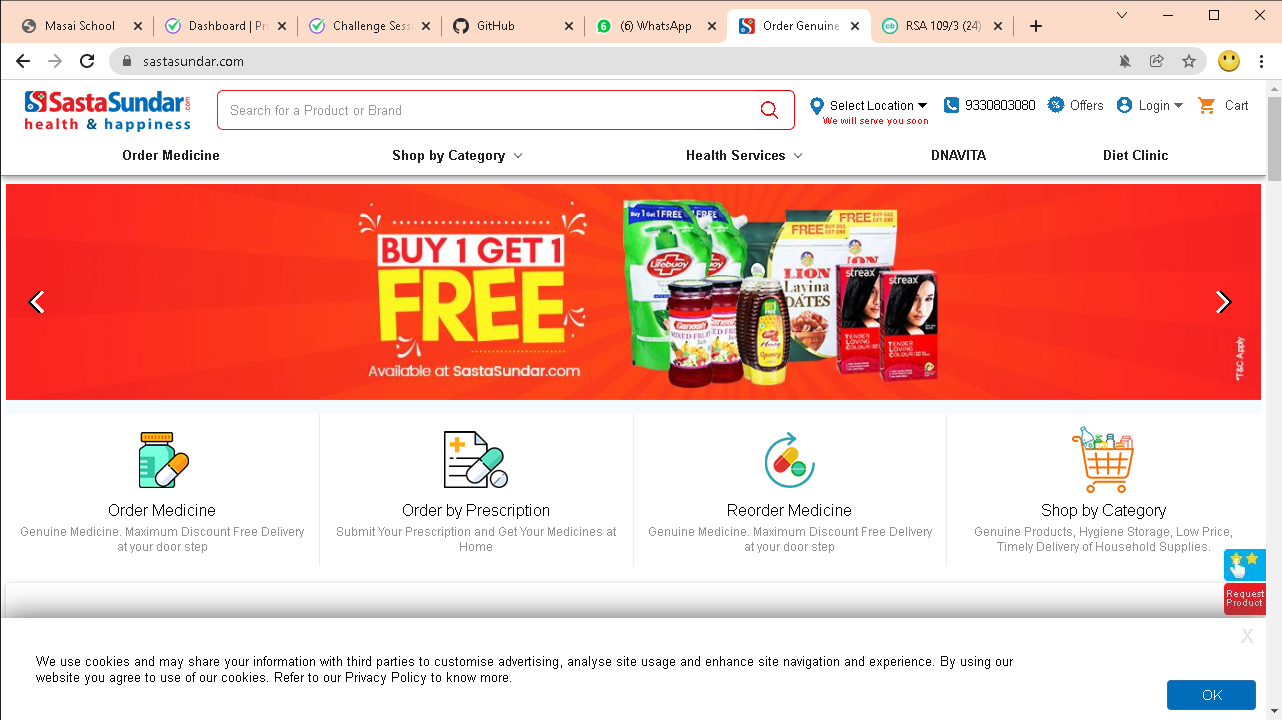 Masai School
Dashboard | Pra
Challenge Sess
GitHub
6
(6) WhatsApp
Order Genuine
cb
RSA 109/3 (24)
sastasundar.com
SastaSundar.com
health & happiness
Search for a Product or Brand
Select Location
We will serve you soon
9330803080
Offers
Login
Cart
Order Medicine
Shop by Category
Health Services
DNAVITA
Diet Clinic
BUY 1 GET 1
FREE
Available at SastaSundar.com
Buy 1 Get 1 FREE
FREE
Lifebuoy
FREE BUY ONE GET ONE
FREE BUY ONE GET ONE
LION
Layina
DATES
Ganesh
MIXED FRUIT
Jam
streax
TENDER
LOVING
COLOUR
streax
TENDER
LOVING
COLOUR
*T&C Apply
Order Medicine
Genuine Medicine. Maximum Discount Free Delivery
at your door step
Order by Prescription
Submit Your Prescription and Get Your Medicines at
Home
Reorder Medicine
Genuine Medicine. Maximum Discount Free Delivery
at your door step
Shop by Category
Genuine Products, Hygiene Storage, Low Price,
Timely Delivery of Household Supplies.
Request
Product
X
We use cookies and may share your information with third parties to customise advertising, analyse site usage and enhance site navigation and experience. By using our
website you agree to use of our cookies. Refer to our Privacy Policy to know more.
OK